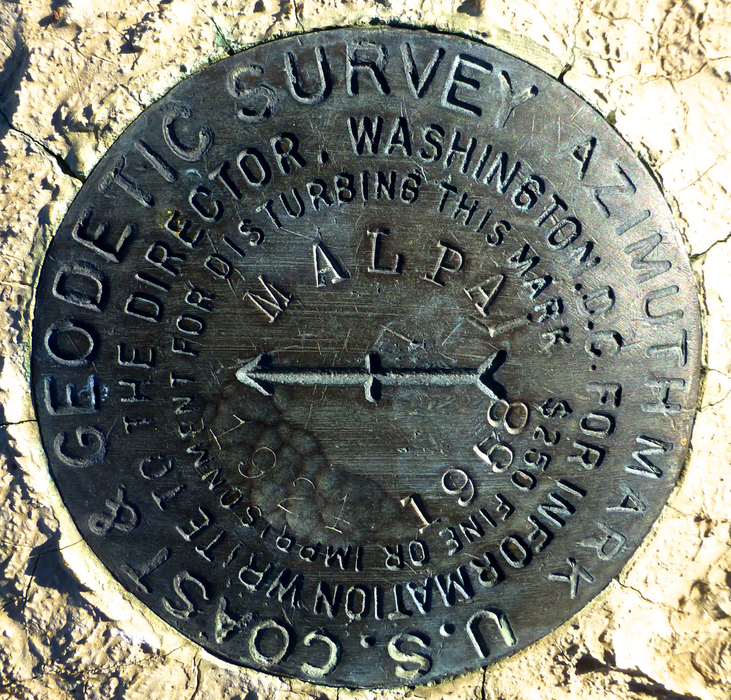 U.S. COAST & GEODETIC SURVEY AZIMUTH MARK
FOR INFORMATION WRITE TO THE DIRECTOR, WASHINGTON, D.C.
$250 FINE OR IMPRISONMENT FOR DISTURBING THIS MARK
MALPAI
1968